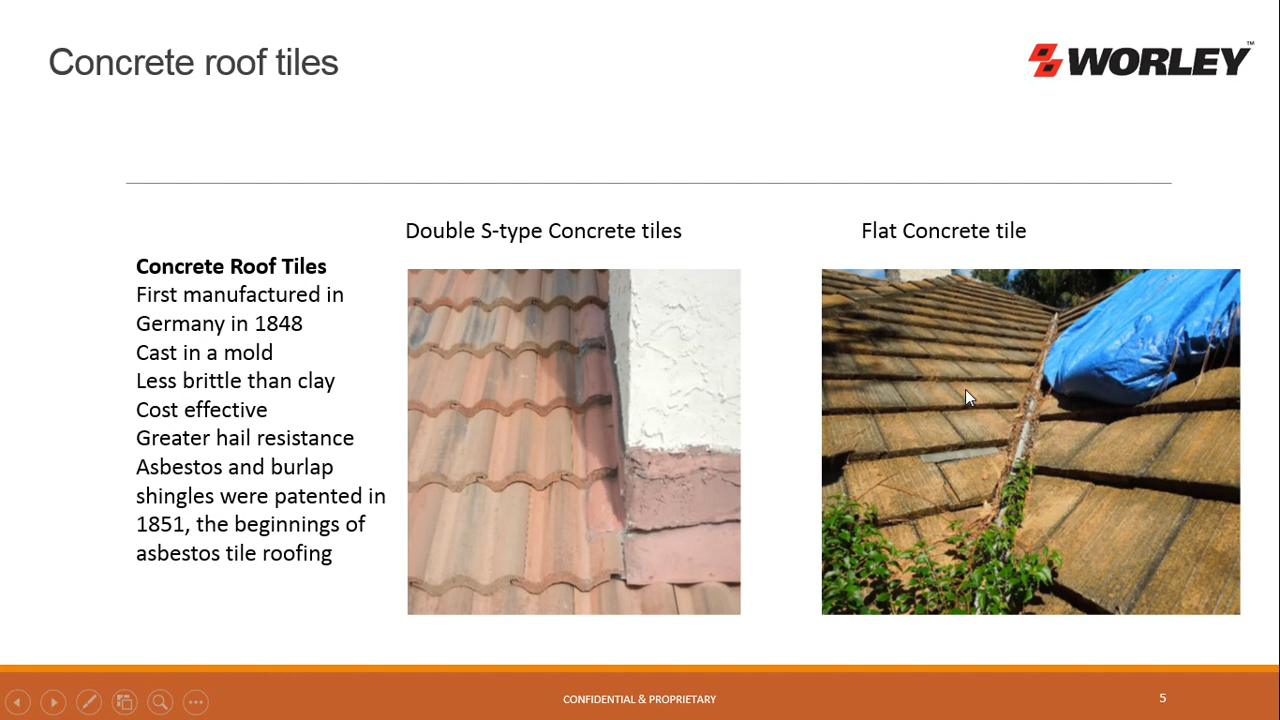 Concrete roof tiles
WORLEY™
Double S-type Concrete tiles
Flat Concrete tile
Concrete Roof Tiles
First manufactured in
Germany in 1848
Cast in a mold
Less brittle than clay
Cost effective
Greater hail resistance
Asbestos and burlap
shingles were patented in
1851, the beginnings of
asbestos tile roofing
CONFIDENTIAL & PROPRIETARY
5